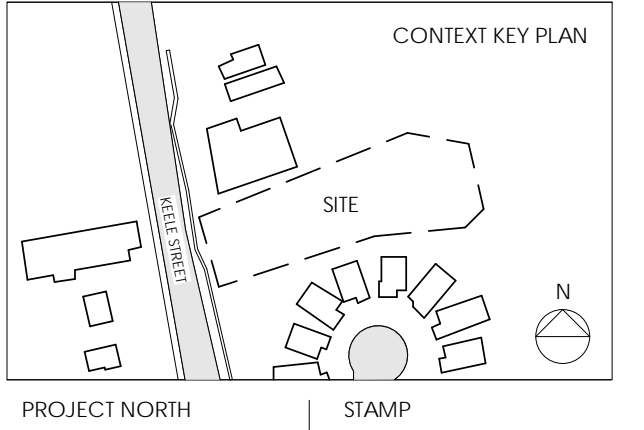 CONTEXT KEY PLAN
KEELE STREET
SITE
N
PROJECT NORTH
STAMP